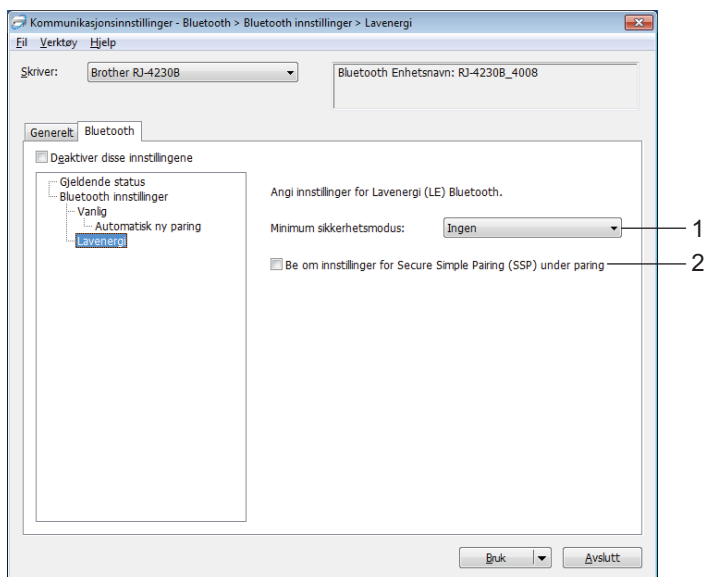 Kommunikasjonsinnstillinger - Bluetooth > Bluetooth innstillinger > Lavenergi
Fil Verktøy Hjelp
Skriver: Brother RJ-4230B Bluetooth Enhetsnavn: RJ-4230B_4008
Generelt Bluetooth
Deaktiver disse innstillingene
Gjeldende status
Bluetooth innstillinger
Vanlig
Automatisk ny paring
Lavenergi
Angi innstillinger for Lavenergi (LE) Bluetooth.
Minimum sikkerhetsmodus: Ingen 1
Be om innstillinger for Secure Simple Pairing (SSP) under paring 2
Bruk Avslutt